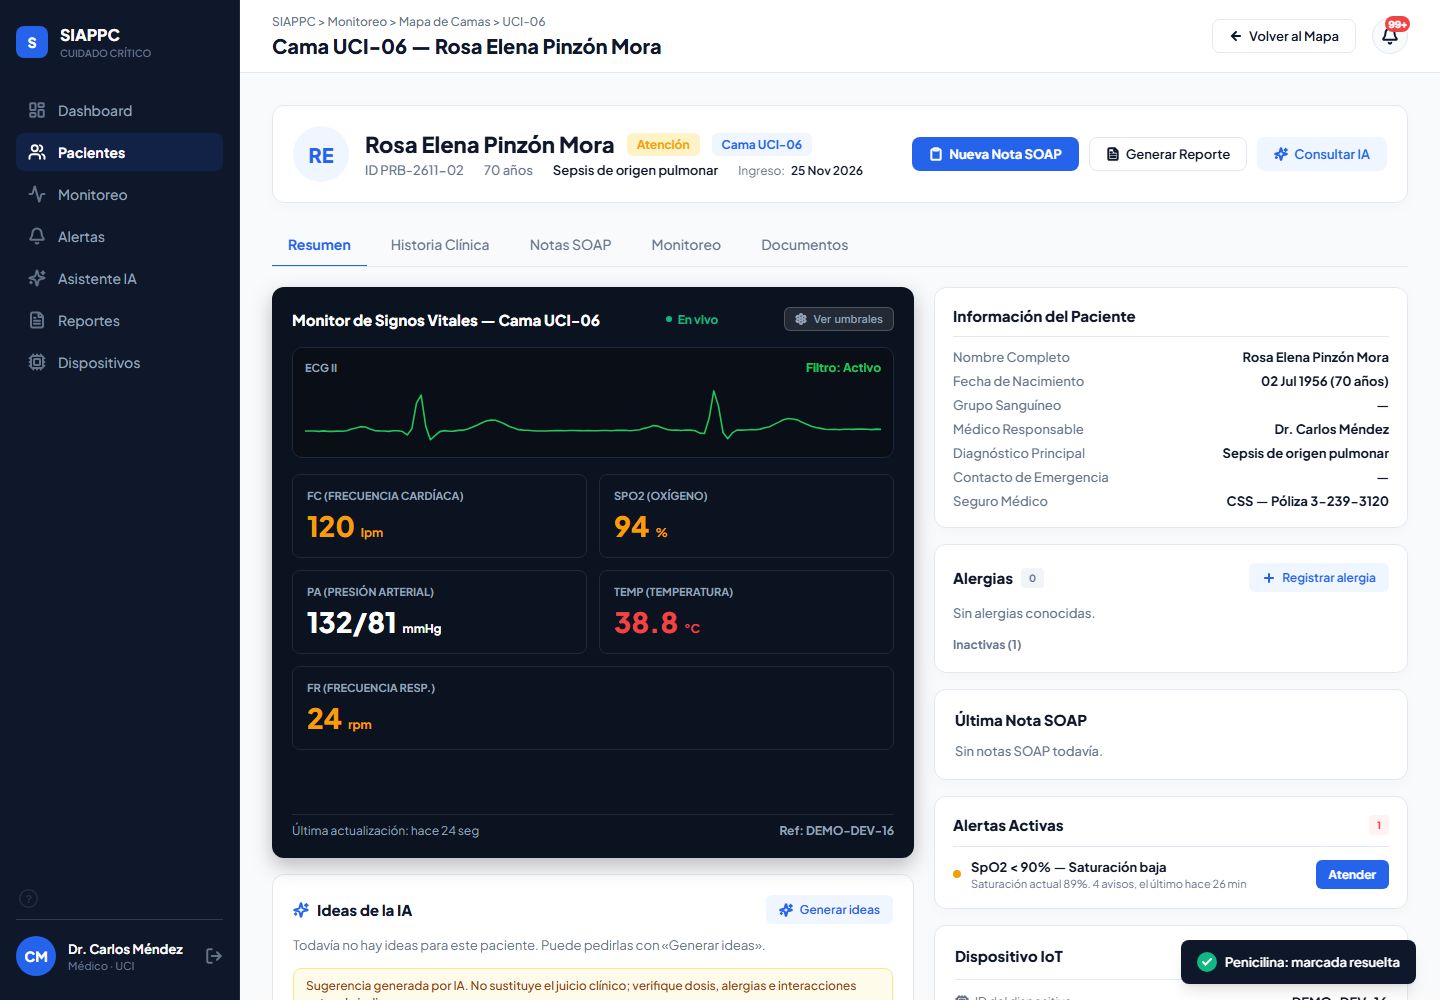 S
SIAPPC
CUIDADO CRÍTICO
Dashboard
Pacientes
Monitoreo
Alertas
Asistente IA
Reportes
Dispositivos
?
CM
Dr. Carlos Méndez
Médico · UCI
SIAPPC > Monitoreo > Mapa de Camas > UCI-06
Cama UCI-06 — Rosa Elena Pinzón Mora
Volver al Mapa
99+
RE
Rosa Elena Pinzón Mora
Atención
Cama UCI-06
ID PRB-2611-02
70 años
Sepsis de origen pulmonar
Ingreso: 25 Nov 2026
Nueva Nota SOAP
Generar Reporte
Consultar IA
Resumen
Historia Clínica
Notas SOAP
Monitoreo
Documentos
Monitor de Signos Vitales — Cama UCI-06
En vivo
Ver umbrales
ECG II
Filtro: Activo
FC (FRECUENCIA CARDÍACA)
120 lpm
SPO2 (OXÍGENO)
94 %
PA (PRESIÓN ARTERIAL)
132/81 mmHg
TEMP (TEMPERATURA)
38.8 °C
FR (FRECUENCIA RESP.)
24 rpm
Última actualización: hace 24 seg
Ref: DEMO-DEV-16
Ideas de la IA
Generar ideas
Todavía no hay ideas para este paciente. Puede pedirlas con «Generar ideas».
Sugerencia generada por IA. No sustituye el juicio clínico; verifique dosis, alergias e interacciones
Información del Paciente
Nombre Completo
Rosa Elena Pinzón Mora
Fecha de Nacimiento
02 Jul 1956 (70 años)
Grupo Sanguíneo
—
Médico Responsable
Dr. Carlos Méndez
Diagnóstico Principal
Sepsis de origen pulmonar
Contacto de Emergencia
—
Seguro Médico
CSS — Póliza 3-239-3120
Alergias
0
Registrar alergia
Sin alergias conocidas.
Inactivas (1)
Última Nota SOAP
Sin notas SOAP todavía.
Alertas Activas
1
SpO2 < 90% — Saturación baja
Saturación actual 89%. 4 avisos, el último hace 26 min
Atender
Dispositivo IoT
Penicilina: marcada resuelta
ID del dispositivo
DEMO-DEV-16